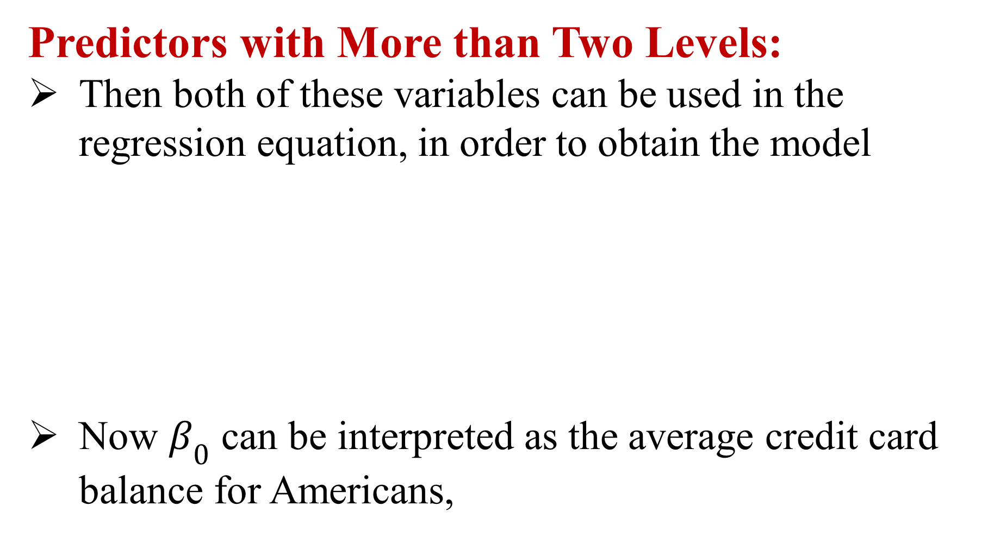 Predictors with More than Two Levels:
➢ Then both of these variables can be used in the
regression equation, in order to obtain the model
➢ Now β₀ can be interpreted as the average credit card
balance for Americans,